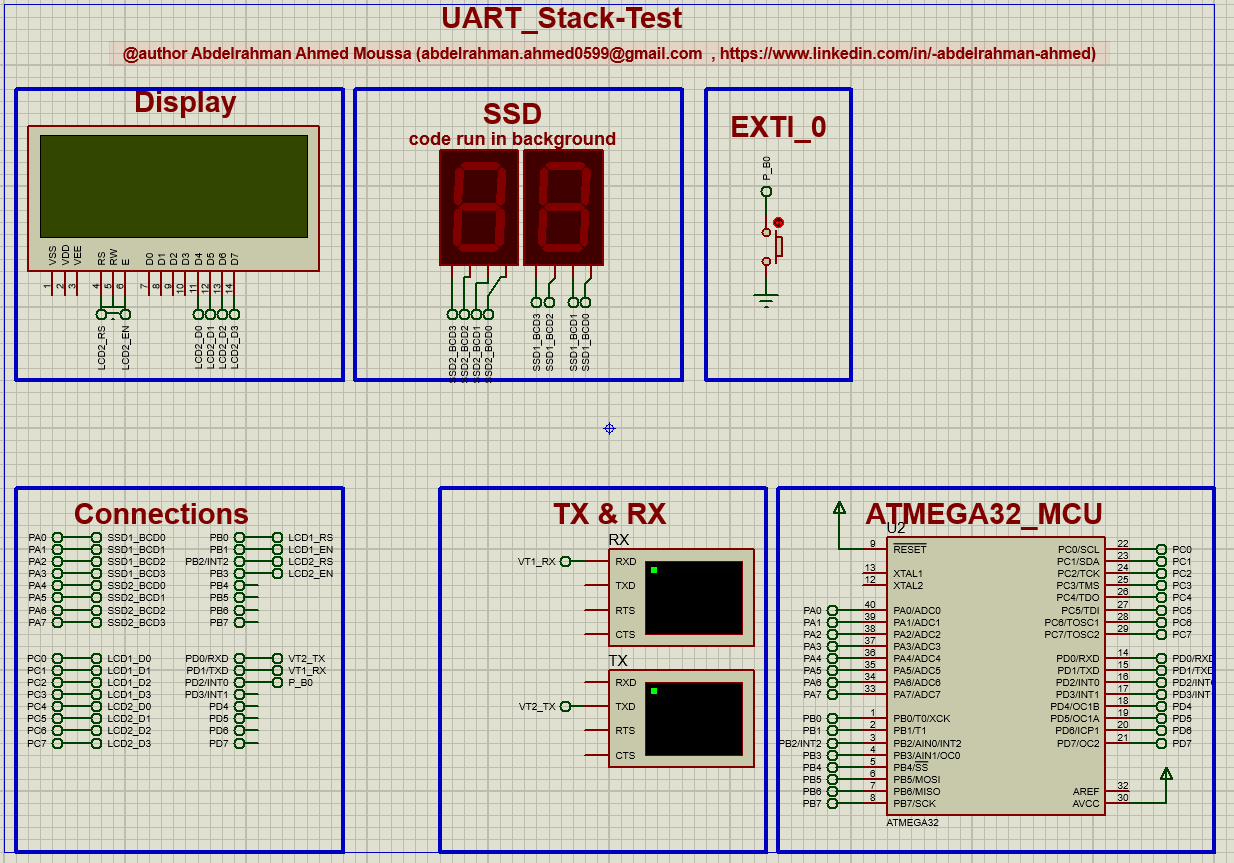 UART_Stack-Test
@author Abdelrahman Ahmed Moussa (abdelrahman.ahmed0599@gmail.com , https://www.linkedin.com/in/-abdelrahman-ahmed)
Display
VSS VDD VEE RS RW E D0 D1 D2 D3 D4 D5 D6 D7
1 2 3 4 5 6 7 8 9 10 11 12 13 14
LCD2_RS LCD2_EN LCD2_D0 LCD2_D1 LCD2_D2 LCD2_D3
SSD
code run in background
SSD2_BCD3 SSD2_BCD2 SSD2_BCD1 SSD2_BCD0 SSD1_BCD3 SSD1_BCD2 SSD1_BCD1 SSD1_BCD0
EXTI_0
P_B0
Connections
PA0 SSD1_BCD0 PB0 LCD1_RS
PA1 SSD1_BCD1 PB1 LCD1_EN
PA2 SSD1_BCD2 PB2/INT2 LCD2_RS
PA3 SSD1_BCD3 PB3 LCD2_EN
PA4 SSD2_BCD0 PB4
PA5 SSD2_BCD1 PB5
PA6 SSD2_BCD2 PB6
PA7 SSD2_BCD3 PB7
PC0 LCD1_D0 PD0/RXD VT2_TX
PC1 LCD1_D1 PD1/TXD VT1_RX
PC2 LCD1_D2 PD2/INT0 P_B0
PC3 LCD1_D3 PD3/INT1
PC4 LCD2_D0 PD4
PC5 LCD2_D1 PD5
PC6 LCD2_D2 PD6
PC7 LCD2_D3 PD7
TX & RX
RX
VT1_RX RXD
TXD
RTS
CTS
TX
RXD
VT2_TX TXD
RTS
CTS
ATMEGA32_MCU
U2
9 RESET PC0/SCL 22 PC0
PC1/SDA 23 PC1
13 XTAL1 PC2/TCK 24 PC2
12 XTAL2 PC3/TMS 25 PC3
PC4/TDO 26 PC4
PA0 40 PA0/ADC0 PC5/TDI 27 PC5
PA1 39 PA1/ADC1 PC6/TOSC1 28 PC6
PA2 38 PA2/ADC2 PC7/TOSC2 29 PC7
PA3 37 PA3/ADC3
PA4 36 PA4/ADC4 PD0/RXD 14 PD0/RXD
PA5 35 PA5/ADC5 PD1/TXD 15 PD1/TXD
PA6 34 PA6/ADC6 PD2/INT0 16 PD2/INT0
PA7 33 PA7/ADC7 PD3/INT1 17 PD3/INT
PD4/OC1B 18 PD4
PB0 1 PB0/T0/XCK PD5/OC1A 19 PD5
PB1 2 PB1/T1 PD6/ICP1 20 PD6
PB2/INT2 3 PB2/AIN0/INT2 PD7/OC2 21 PD7
PB3 4 PB3/AIN1/OC0
PB4 5 PB4/SS
PB5 6 PB5/MOSI
PB6 7 PB6/MISO AREF 32
PB7 8 PB7/SCK AVCC 30
ATMEGA32